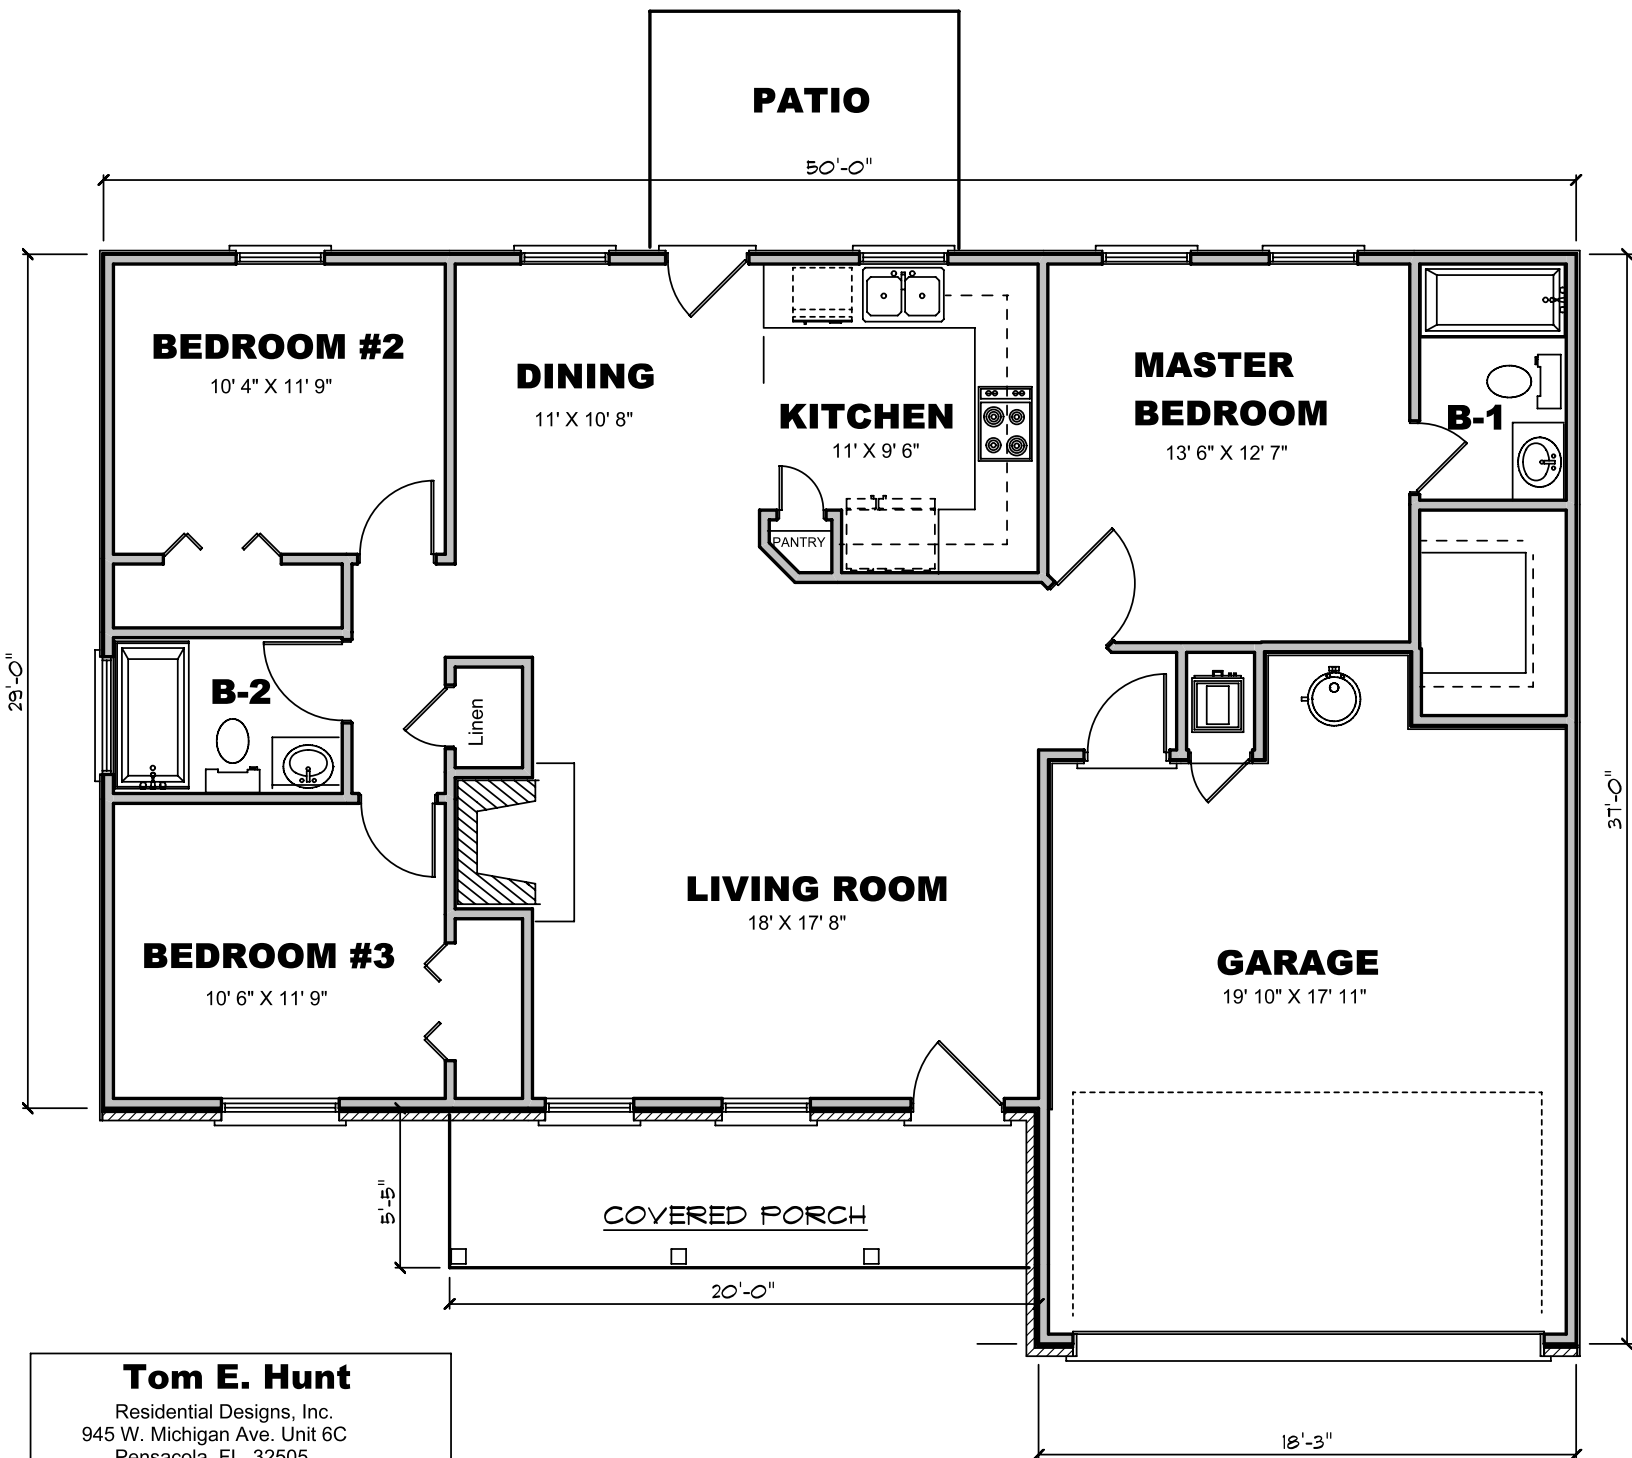 PATIO
50'-0"
BEDROOM #2
10' 4" X 11' 9"
DINING
11' X 10' 8"
KITCHEN
11' X 9' 6"
MASTER
BEDROOM
13' 6" X 12' 7"
B-1
PANTRY
29'-0"
B-2
Linen
37'-0"
LIVING ROOM
18' X 17' 8"
BEDROOM #3
10' 6" X 11' 9"
GARAGE
19' 10" X 17' 11"
5'-5"
COVERED PORCH
20'-0"
18'-3"
Tom E. Hunt
Residential Designs, Inc.
945 W. Michigan Ave. Unit 6C
Pensacola, FL 32505